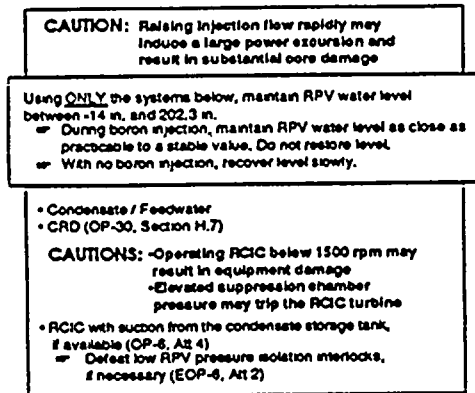 CAUTION: Raising injection flow rapidly may
induce a large power excursion and
result in substantial core damage
Using ONLY the systems below, maintain RPV water level
between -14 in. and 202.3 in.
☞ During boron injection, maintain RPV water level as close as
practicable to a stable value. Do not restore level.
☞ With no boron injection, recover level slowly.
• Condensate / Feedwater
• CRD (OP-30, Section H.7)
CAUTIONS: -Operating RCIC below 1500 rpm may
result in equipment damage
-Elevated suppression chamber
pressure may trip the RCIC turbine
• RCIC with suction from the condensate storage tank,
if available (OP-6, Att 4)
☞ Defeat low RPV pressure isolation interlocks,
if necessary (EOP-6, Att 2)